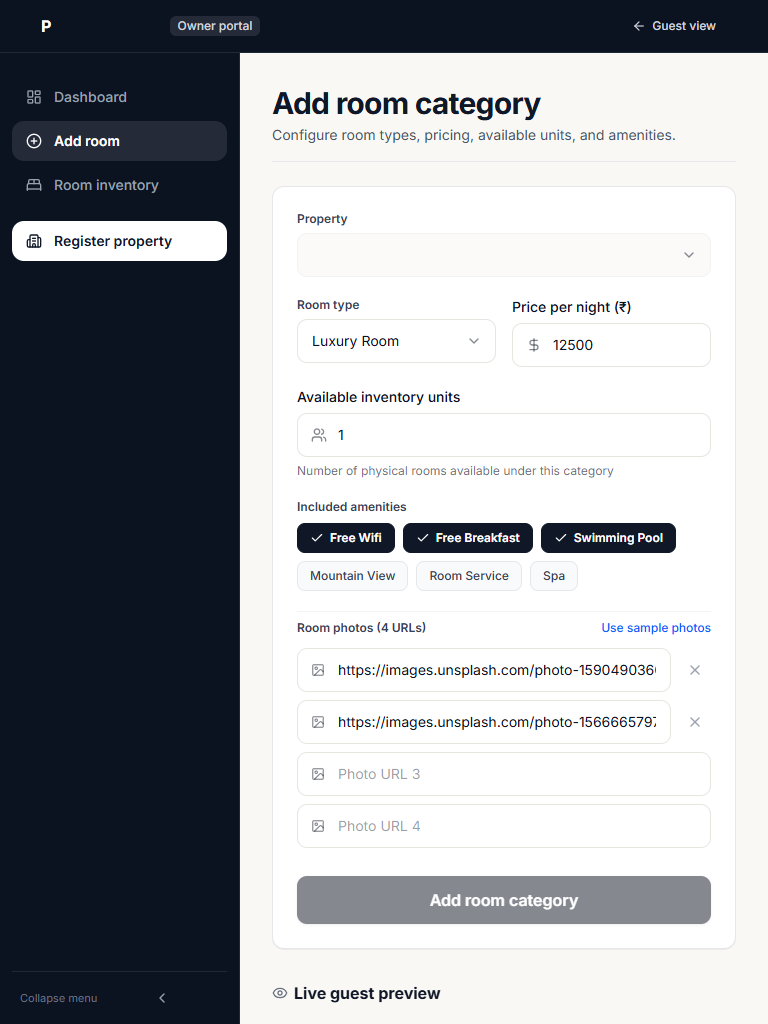 P
Owner portal
Guest view
Dashboard
Add room
Room inventory
Register property
Collapse menu
Add room category
Configure room types, pricing, available units, and amenities.
Property
Room type
Price per night (₹)
Luxury Room
$ 12500
Available inventory units
1
Number of physical rooms available under this category
Included amenities
Free Wifi
Free Breakfast
Swimming Pool
Mountain View
Room Service
Spa
Room photos (4 URLs)
Use sample photos
https://images.unsplash.com/photo-159049036
https://images.unsplash.com/photo-1566665797
Photo URL 3
Photo URL 4
Add room category
Live guest preview